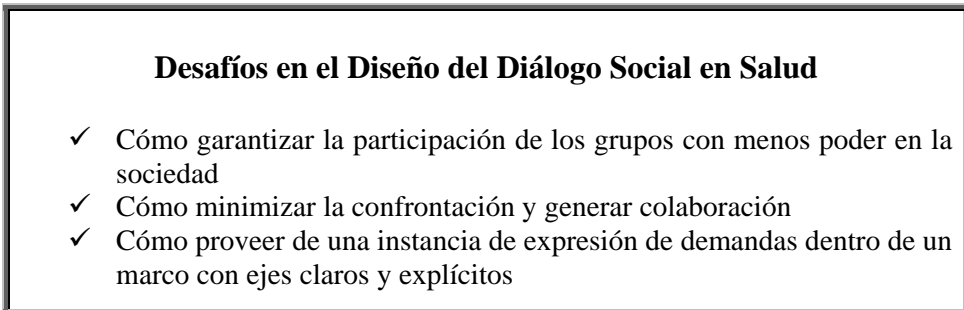 Desafíos en el Diseño del Diálogo Social en Salud
✓ Cómo garantizar la participación de los grupos con menos poder en la
sociedad
✓ Cómo minimizar la confrontación y generar colaboración
✓ Cómo proveer de una instancia de expresión de demandas dentro de un
marco con ejes claros y explícitos